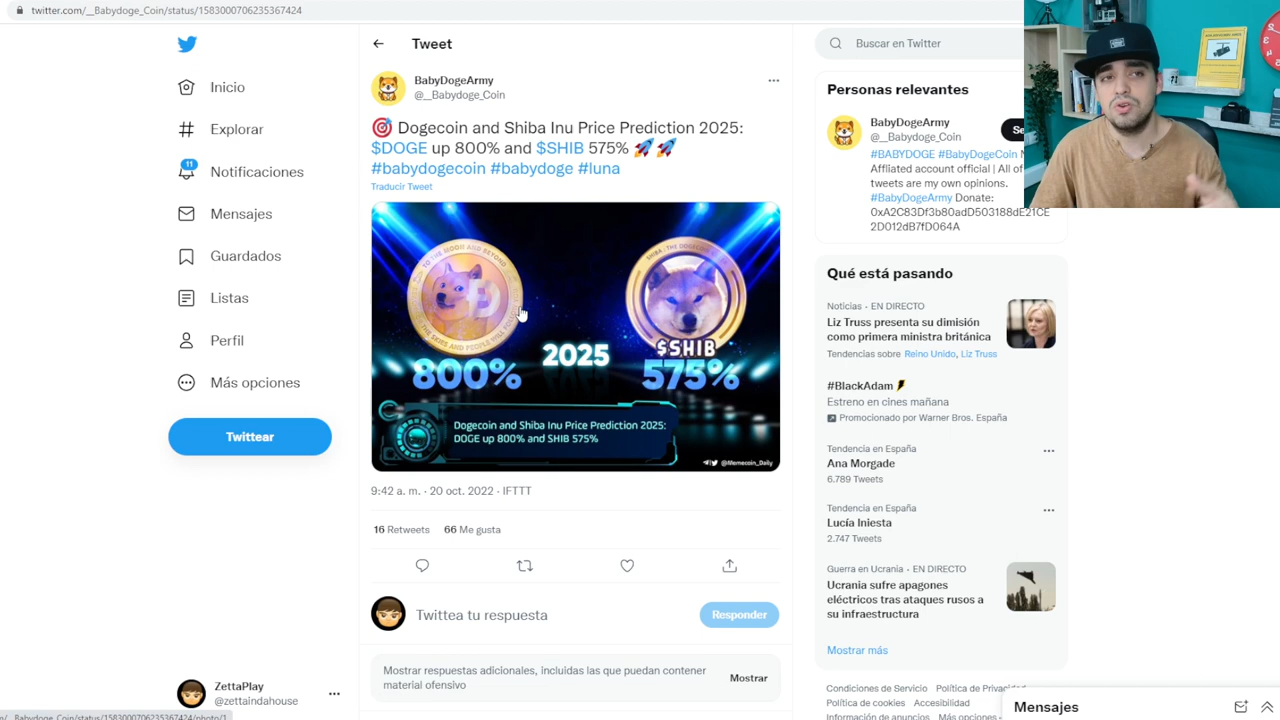 twitter.com/__Babydoge_Coin/status/1583000706235367424
Inicio
Explorar
11
Notificaciones
Mensajes
Guardados
Listas
Perfil
Más opciones
Twittear
ZettaPlay
@zettaindahouse
Tweet
BabyDogeArmy
@__Babydoge_Coin
Dogecoin and Shiba Inu Price Prediction 2025:
$DOGE up 800% and $SHIB 575%
#babydogecoin #babydoge #luna
Traducir Tweet
$SHIB
800%
2025
575%
Dogecoin and Shiba Inu Price Prediction 2025:
DOGE up 800% and SHIB 575%
@Memecoin_Daily
9:42 a. m. · 20 oct. 2022 · IFTTT
16 Retweets 66 Me gusta
Twittea tu respuesta
Responder
Mostrar respuestas adicionales, incluidas las que puedan contener
material ofensivo
Mostrar
Buscar en Twitter
Personas relevantes
BabyDogeArmy
@__Babydoge_Coin
#BABYDOGE #BabyDogeCoin
Affliated account official | All of
tweets are my own opinions.
#BabyDogeArmy Donate:
0xA2C83Df3b80adD503188dE21CE
2D012dB7fD064A
Qué está pasando
Noticias · EN DIRECTO
Liz Truss presenta su dimisión
como primera ministra británica
Tendencias sobre Reino Unido, Liz Truss
#BlackAdam
Estreno en cines mañana
Promocionado por Warner Bros. España
Tendencia en España
Ana Morgade
6.789 Tweets
Tendencia en España
Lucía Iniesta
2.747 Tweets
Guerra en Ucrania · EN DIRECTO
Ucrania sufre apagones
eléctricos tras ataques rusos a
su infraestructura
Mostrar más
Condiciones de Servicio Política de Privacidad
Política de cookies Accesibilidad
Información de anuncios Más opciones
Mensajes